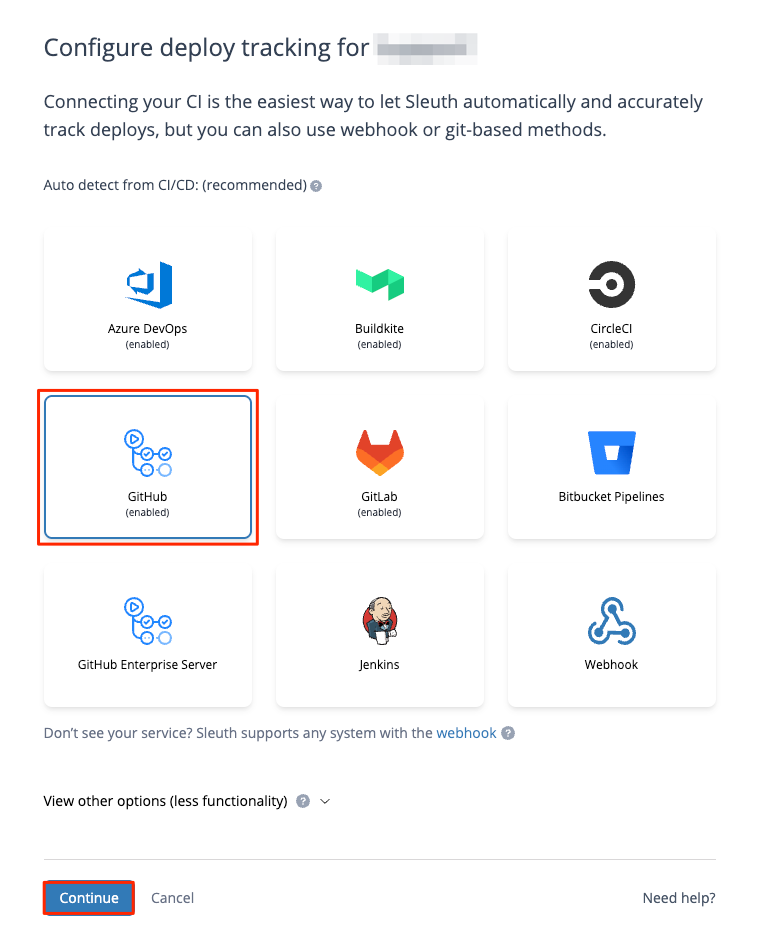 Configure deploy tracking for
Connecting your CI is the easiest way to let Sleuth automatically and accurately
track deploys, but you can also use webhook or git-based methods.
Auto detect from CI/CD: (recommended) ?
Azure DevOps
(enabled)
Buildkite
(enabled)
CircleCI
(enabled)
GitHub
(enabled)
GitLab
(enabled)
Bitbucket Pipelines
GitHub Enterprise Server
Jenkins
Webhook
Don’t see your service? Sleuth supports any system with the webhook ?
View other options (less functionality) ?
Continue
Cancel
Need help?